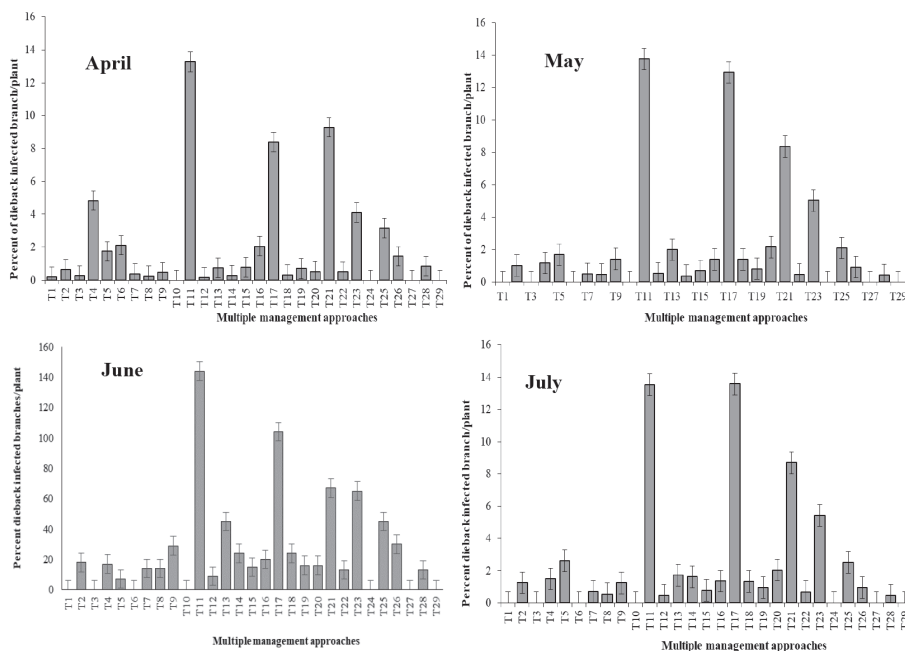 April
Percent of dieback infected branch/plant
16
14
12
10
8
6
4
2
0
T1 T2 T3 T4 T5 T6 T7 T8 T9 T10 T11 T12 T13 T14 T15 T16 T17 T18 T19 T20 T21 T22 T23 T24 T25 T26 T27 T28 T29
Multiple management approaches
May
Percent of dieback infected branch/plant
16
14
12
10
8
6
4
2
0
T1 T3 T5 T7 T9 T11 T13 T15 T17 T19 T21 T23 T25 T27 T29
Multiple management approaches
June
Percent dieback infected branches/plant
160
140
120
100
80
60
40
20
0
T1 T2 T3 T4 T5 T6 T7 T8 T9 T10 T11 T12 T13 T14 T15 T16 T17 T18 T19 T20 T21 T22 T23 T24 T25 T26 T27 T28 T29
Multiple management approaches
July
Percent dieback infected branch/plant
16
14
12
10
8
6
4
2
0
T1 T2 T3 T4 T5 T6 T7 T8 T9 T10 T11 T12 T13 T14 T15 T16 T17 T18 T19 T20 T21 T22 T23 T24 T25 T26 T27 T28 T29
Multiple management approaches